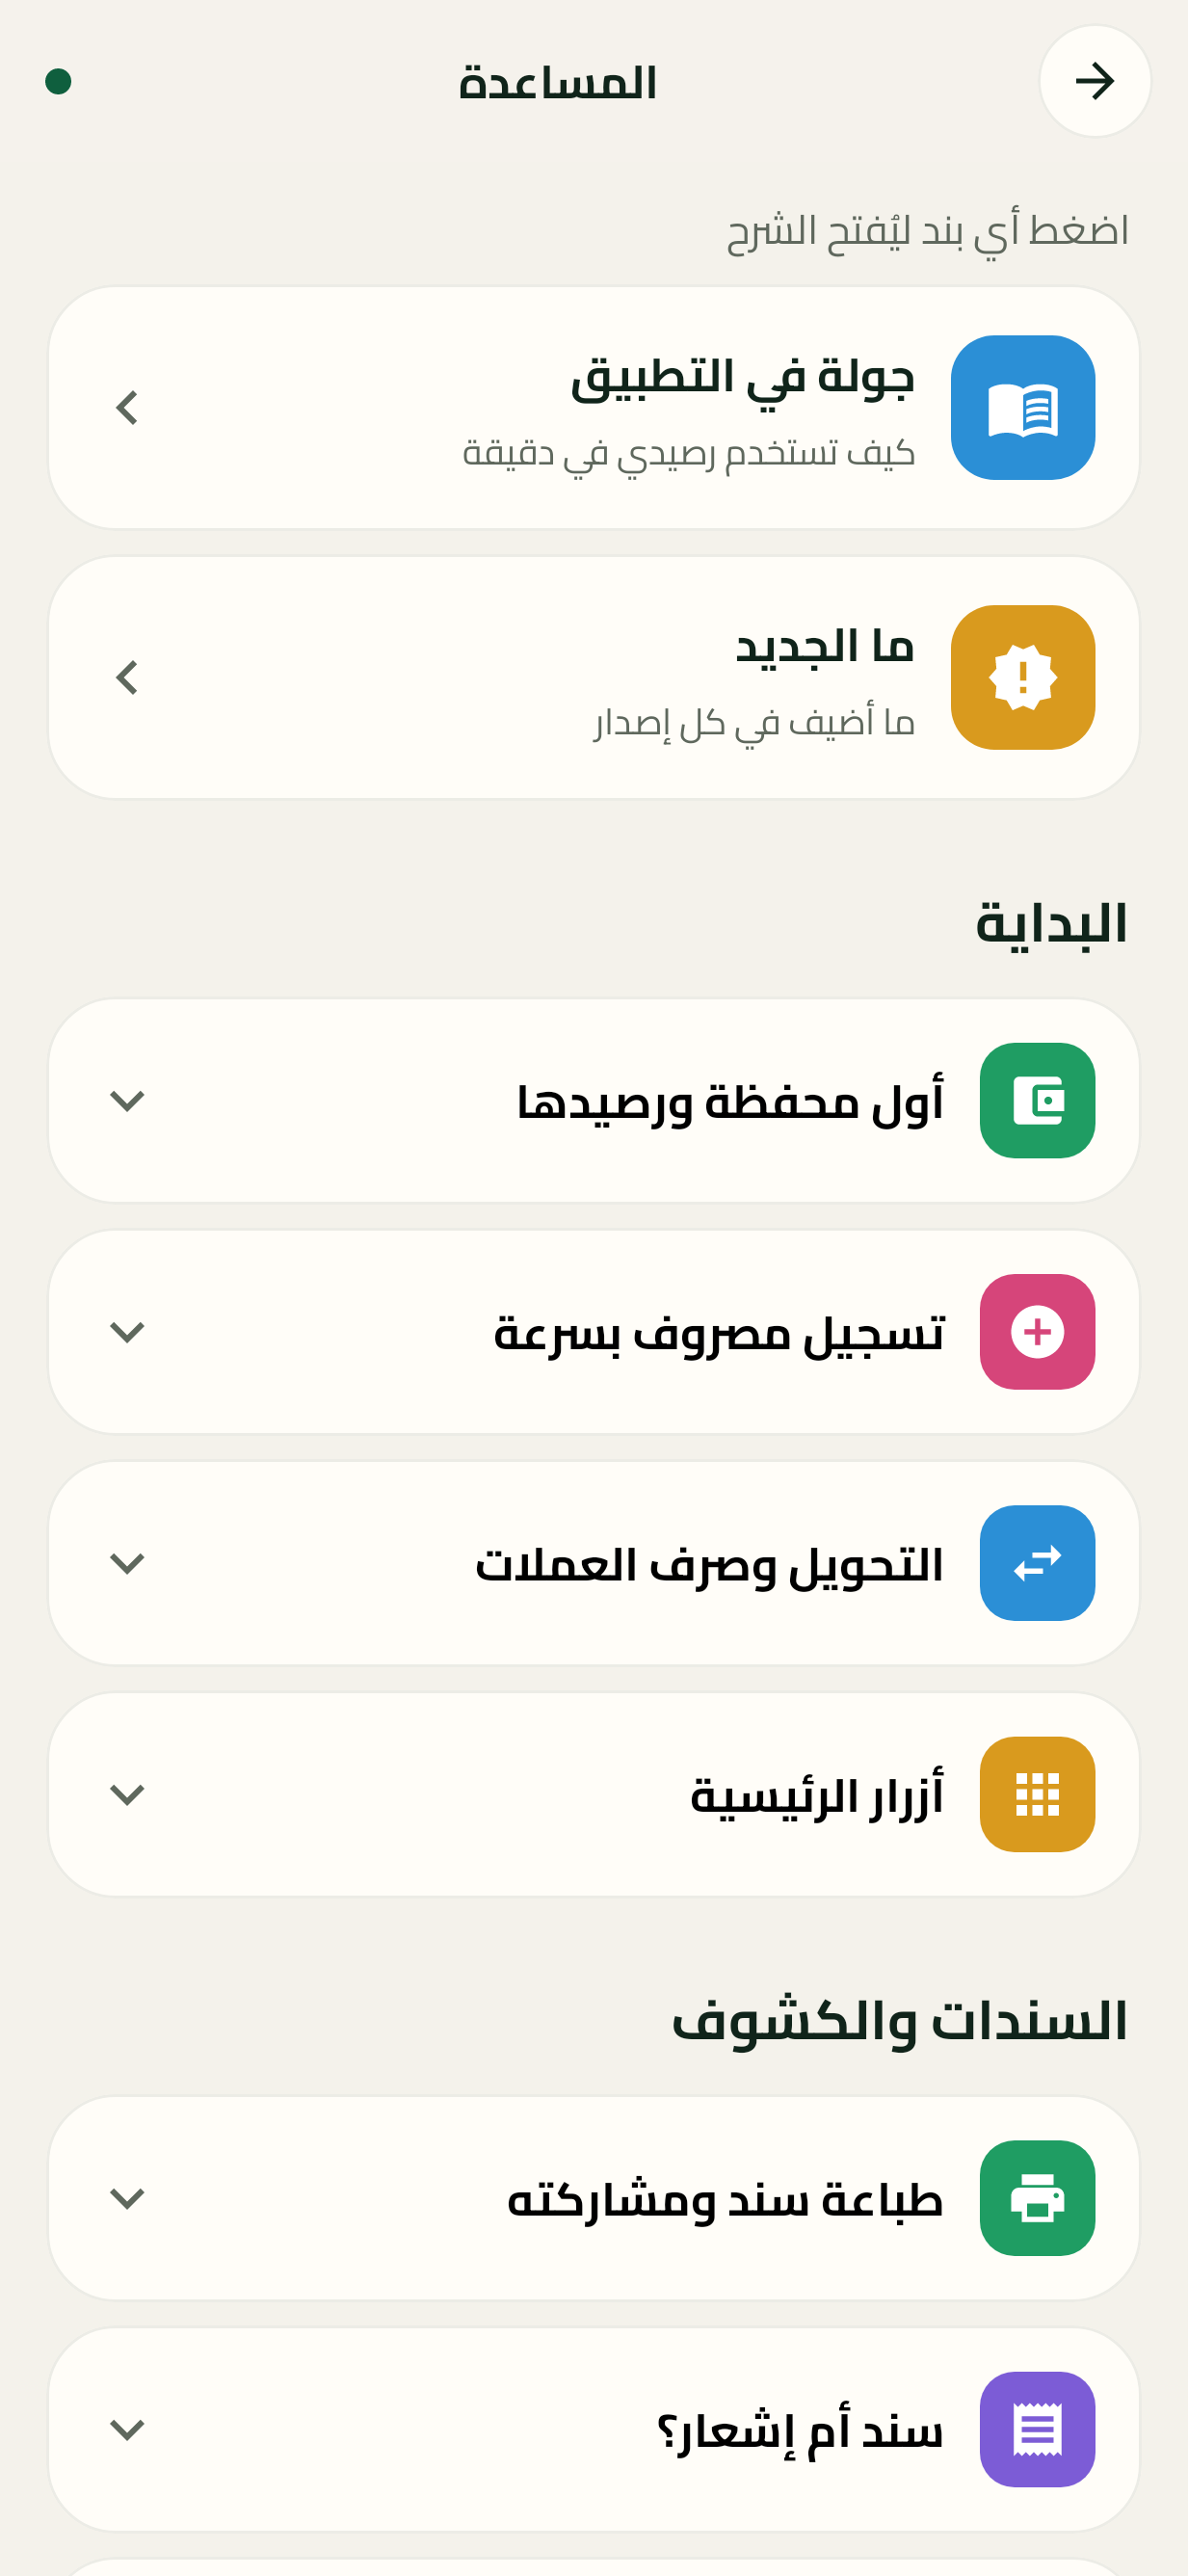 المساعدة
اضغط أي بند ليُفتح الشرح
جولة في التطبيق
كيف تستخدم رصيدي في دقيقة
ما الجديد
ما أضيف في كل إصدار
البداية
أول محفظة ورصيدها
تسجيل مصروف بسرعة
التحويل وصرف العملات
أزرار الرئيسية
السندات والكشوف
طباعة سند ومشاركته
سند أم إشعار؟